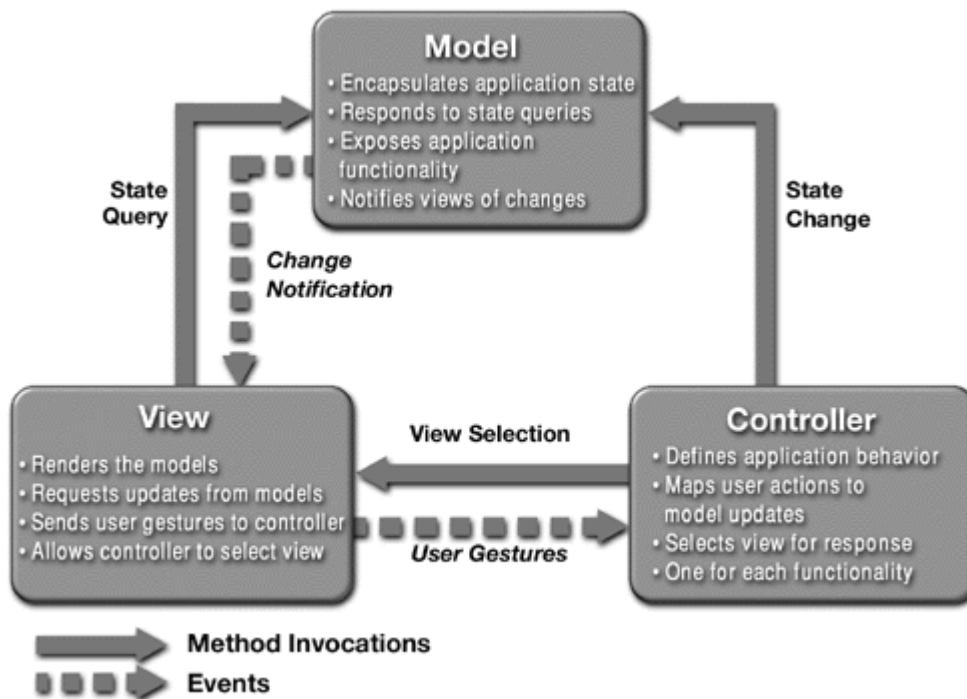 Model
• Encapsulates application state
• Responds to state queries
• Exposes application
functionality
• Notifies views of changes
State
Query
State
Change
Change
Notification
View
• Renders the models
• Requests updates from models
• Sends user gestures to controller
• Allows controller to select view
View Selection
User Gestures
Controller
• Defines application behavior
• Maps user actions to
model updates
• Selects view for response
• One for each functionality
Method Invocations
Events